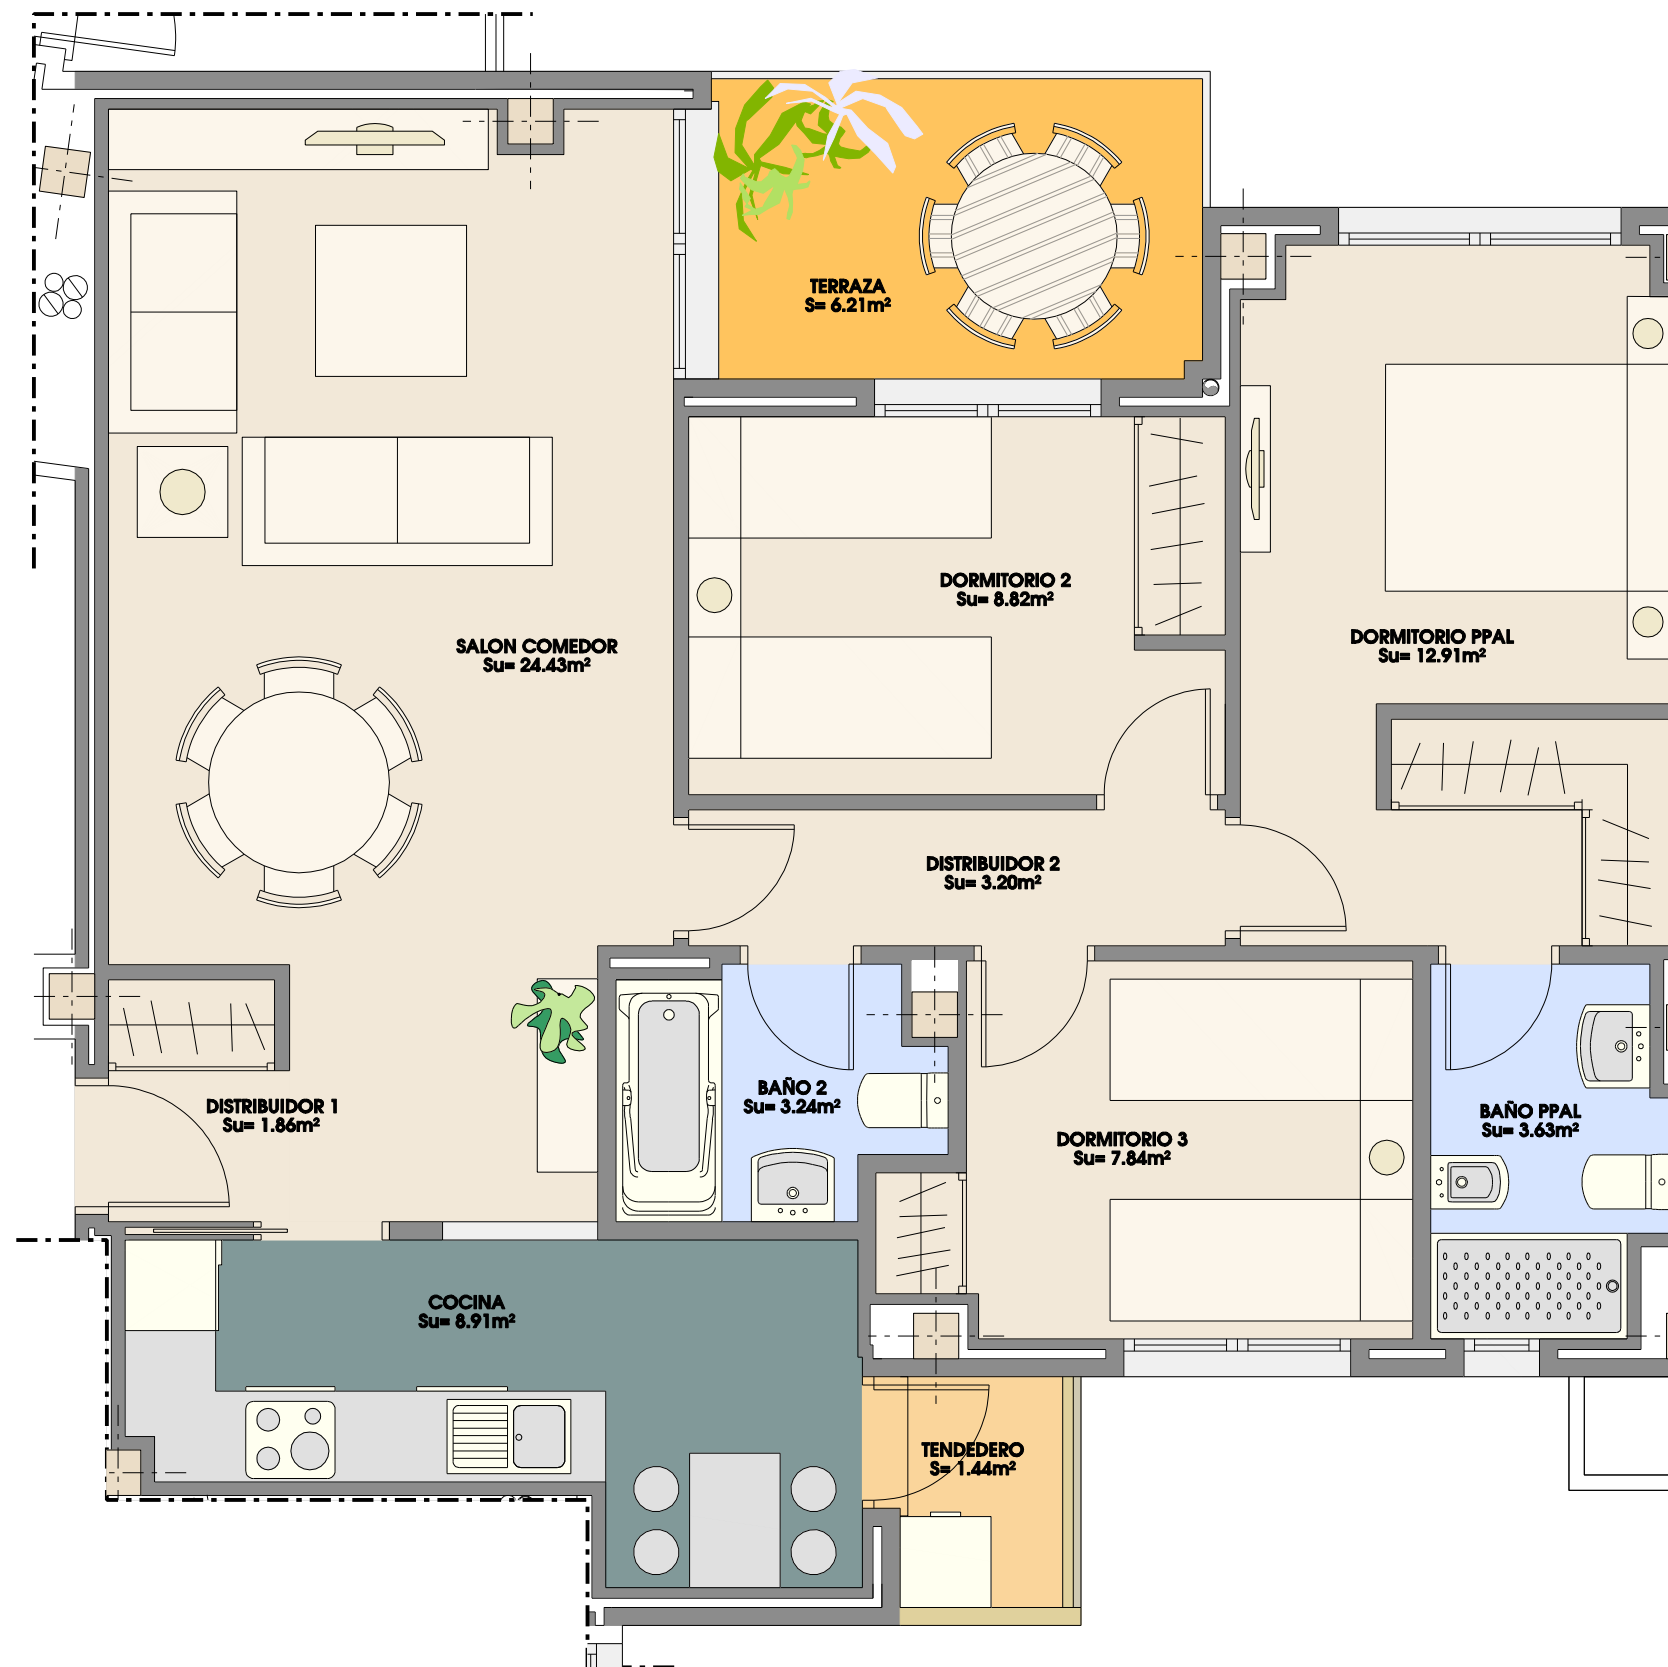 TERRAZA
S= 6.21m²
DORMITORIO 2
Su= 8.82m²
SALON COMEDOR
Su= 24.43m²
DORMITORIO PPAL
Su= 12.91m²
DISTRIBUIDOR 2
Su= 3.20m²
BAÑO 2
Su= 3.24m²
DISTRIBUIDOR 1
Su= 1.86m²
DORMITORIO 3
Su= 7.84m²
BAÑO PPAL
Su= 3.63m²
COCINA
Su= 8.91m²
TENDEDERO
S= 1.44m²